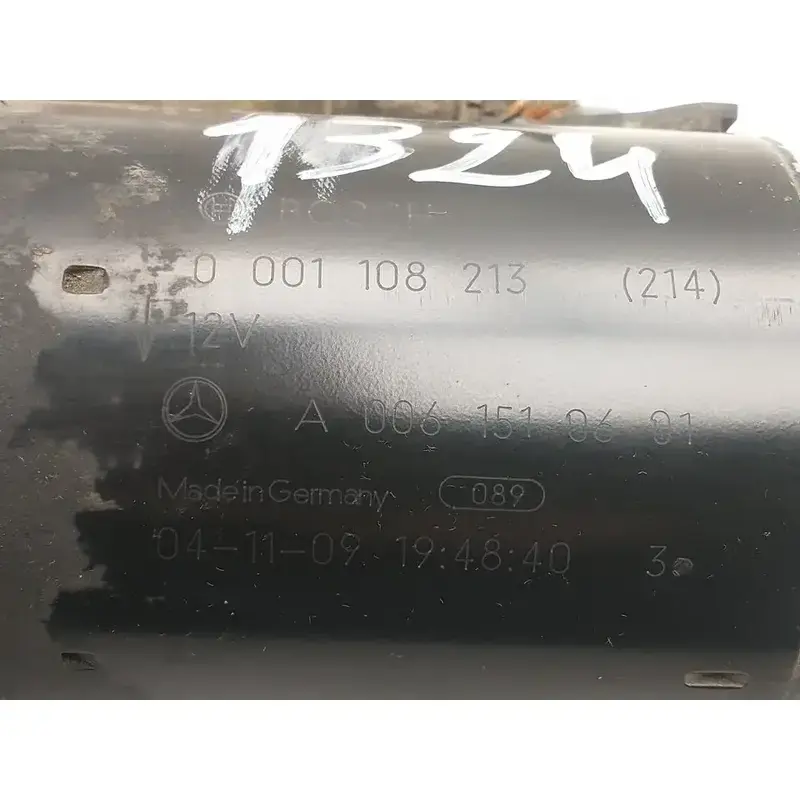 1324
BOSCH
0 001 108 213 (214)
12V
A 006 151 06 01
Made in Germany 089
04-11-09 19:48:40 3